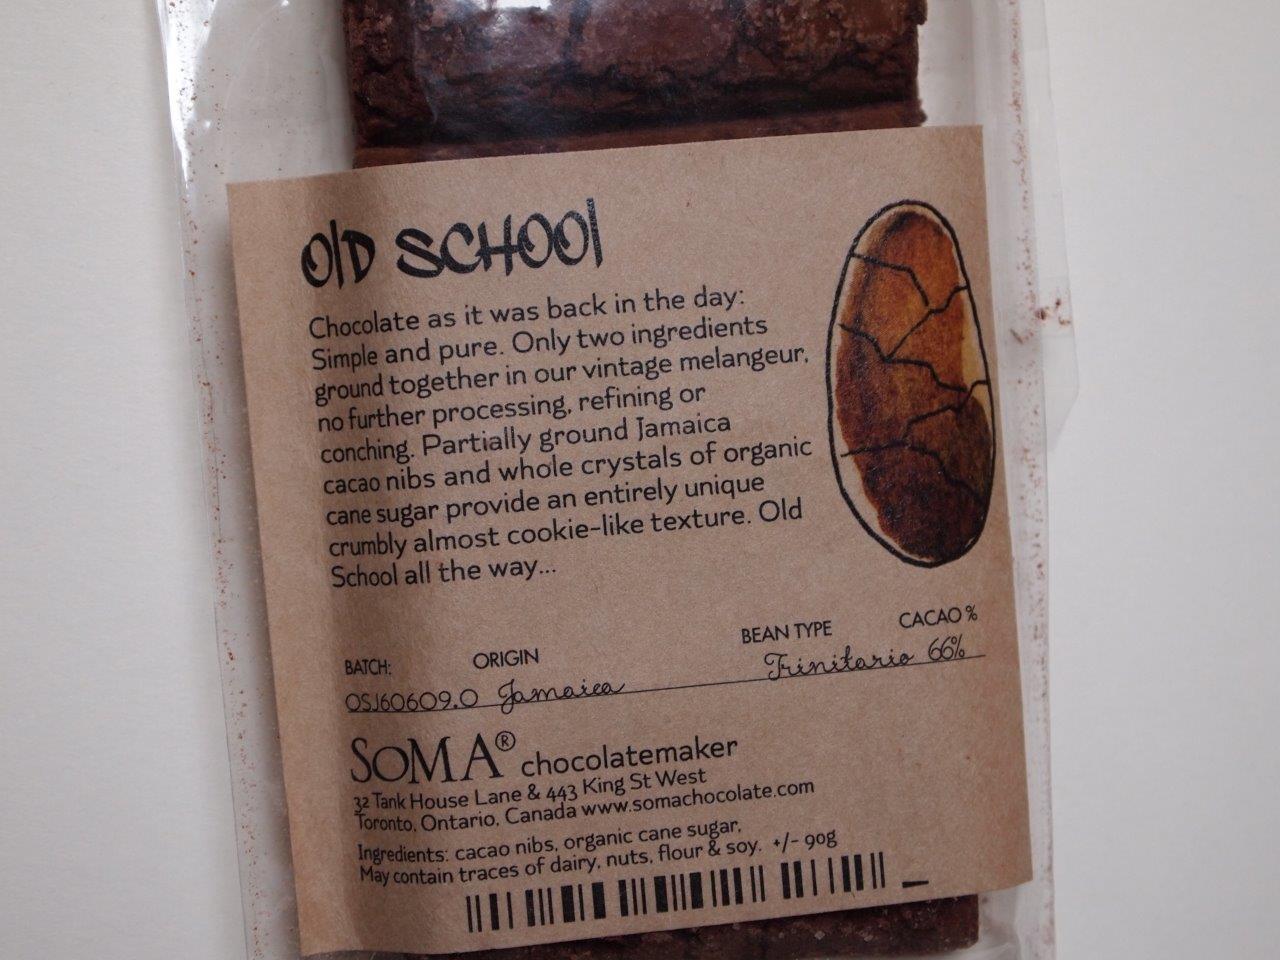 Old SCHOOl
Chocolate as it was back in the day:
Simple and pure. Only two ingredients
ground together in our vintage melangeur,
no further processing, refining or
conching. Partially ground Jamaica
cacao nibs and whole crystals of organic
cane sugar provide an entirely unique
crumbly almost cookie-like texture. Old
School all the way...
BATCH: ORIGIN BEAN TYPE CACAO %
OSJ60609.0 Jamaica Trinitario 66%
SOMA® chocolatemaker
32 Tank House Lane & 443 King St West
Toronto, Ontario, Canada www.somachocolate.com
Ingredients: cacao nibs, organic cane sugar.
May contain traces of dairy, nuts, flour & soy. +/- 90g